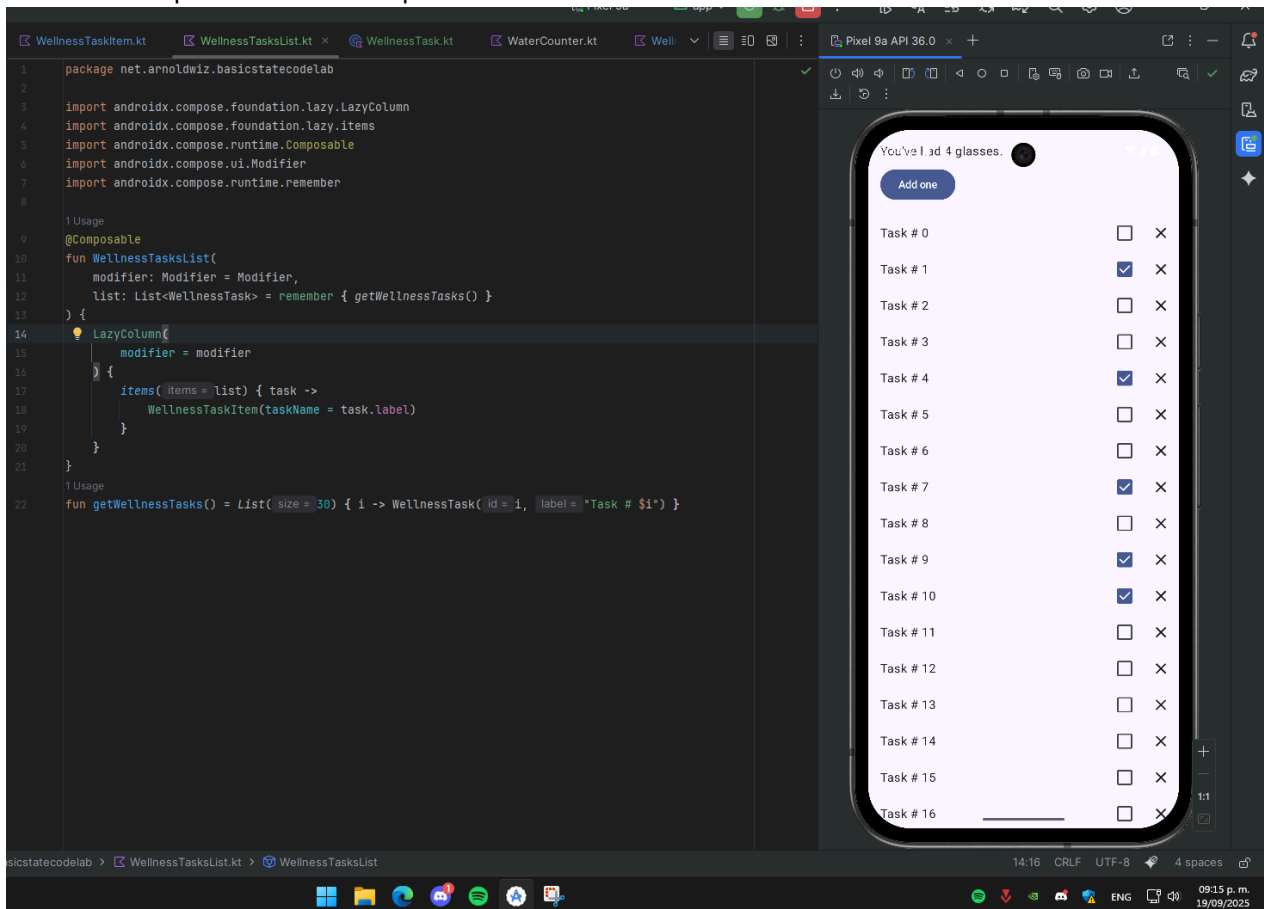 WellnessTaskItem.kt
WellnessTasksList.kt
WellnessTask.kt
WaterCounter.kt
Well
Pixel 9a API 36.0
1 package net.arnoldwiz.basicstatecodelab
2
3 import androidx.compose.foundation.lazy.LazyColumn
4 import androidx.compose.foundation.lazy.items
5 import androidx.compose.runtime.Composable
6 import androidx.compose.ui.Modifier
7 import androidx.compose.runtime.remember
8
1 Usage
9 @Composable
10 fun WellnessTasksList(
11 modifier: Modifier = Modifier,
12 list: List<WellnessTask> = remember { getWellnessTasks() }
13 ) {
14 LazyColumn(
15 modifier = modifier
16 ) {
17 items( items = list) { task ->
18 WellnessTaskItem(taskName = task.label)
19 }
20 }
21 }
1 Usage
22 fun getWellnessTasks() = List( size = 30) { i -> WellnessTask( id = i, label = "Task # $i") }
4 glasses.
Add one
Task # 0
Task # 1
Task # 2
Task # 3
Task # 4
Task # 5
Task # 6
Task # 7
Task # 8
Task # 9
Task # 10
Task # 11
Task # 12
Task # 13
Task # 14
Task # 15
Task # 16
1:1
sicstatecodelab > WellnessTasksList.kt > WellnessTasksList
14:16 CRLF UTF-8 4 spaces
ENG
09:15 p. m.
19/09/2025